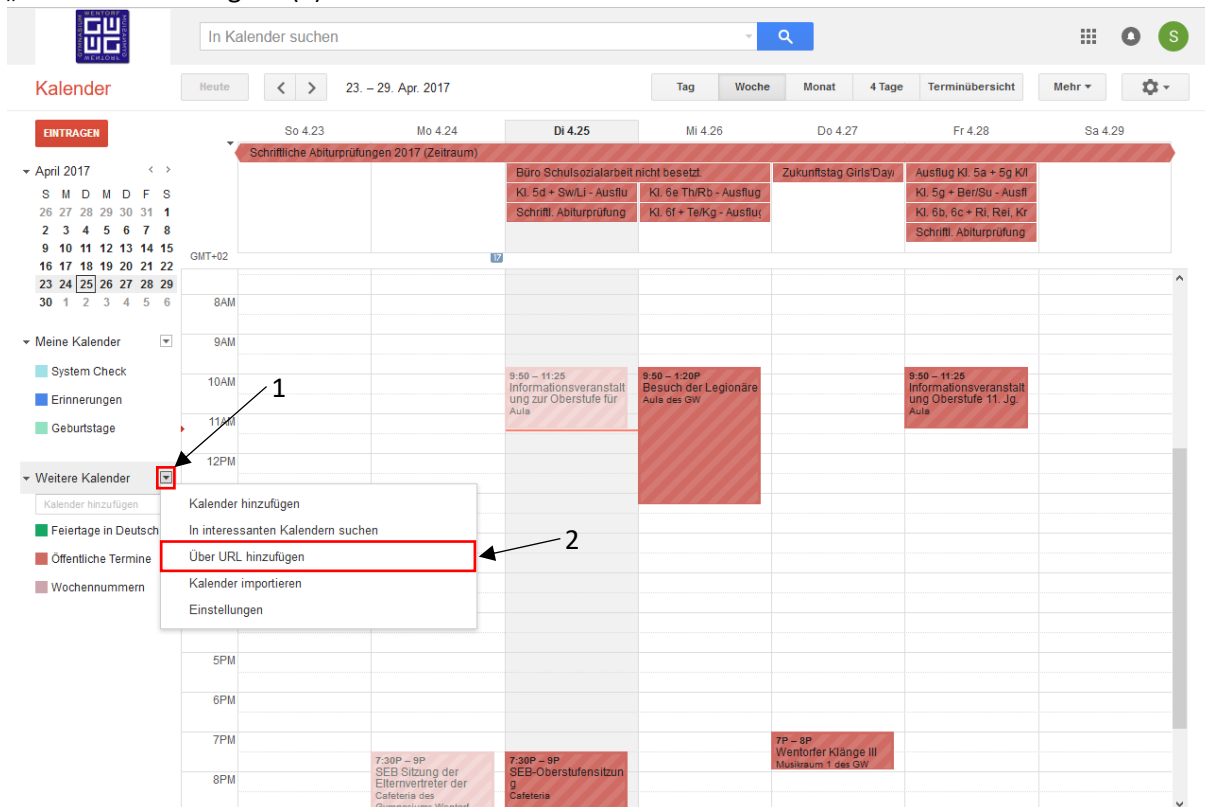 In Kalender suchen
S
Kalender
Heute
23. – 29. Apr. 2017
Tag Woche Monat 4 Tage Terminübersicht Mehr
EINTRAGEN
So 4.23 Mo 4.24 Di 4.25 Mi 4.26 Do 4.27 Fr 4.28 Sa 4.29
Schriftliche Abiturprüfungen 2017 (Zeitraum)
Büro Schulsozialarbeit nicht besetzt.
Zukunftstag Girls'Day/
Ausflug Kl. 5a + 5g K/l
Kl. 5d + Sw/Li - Ausflu
Kl. 6e Th/Rb - Ausflug
Kl. 5g + Ber/Su - Ausfl
Schriftl. Abiturprüfung
Kl. 6f + Te/Kg - Ausflug
Kl. 6b, 6c + Ri, Rei, Kr
Schriftl. Abiturprüfung
GMT+02
17
April 2017
S M D M D F S
26 27 28 29 30 31 1
2 3 4 5 6 7 8
9 10 11 12 13 14 15
16 17 18 19 20 21 22
23 24 25 26 27 28 29
30 1 2 3 4 5 6
Meine Kalender
System Check
Erinnerungen
Geburtstage
Weitere Kalender
Kalender hinzufügen
Feiertage in Deutsch
Öffentliche Termine
Wochennummern
1
Kalender hinzufügen
In interessanten Kalendern suchen
Über URL hinzufügen
Kalender importieren
Einstellungen
2
8AM
9AM
10AM
11AM
12PM
5PM
6PM
7PM
8PM
9:50 – 11:25
Informationsveranstalt
ung zur Oberstufe für
Aula
9:50 – 1:20P
Besuch der Legionäre
Aula des GW
9:50 – 11:25
Informationsveranstalt
ung Oberstufe 11. Jg.
Aula
7:30P – 9P
SEB Sitzung der
Elternvertreter der
Cafeteria des
Gymnasiums Wentorf
7:30P – 9P
SEB-Oberstufensitzun
g
Cafeteria
7P – 8P
Wentorfer Klänge III
Musikraum 1 des GW